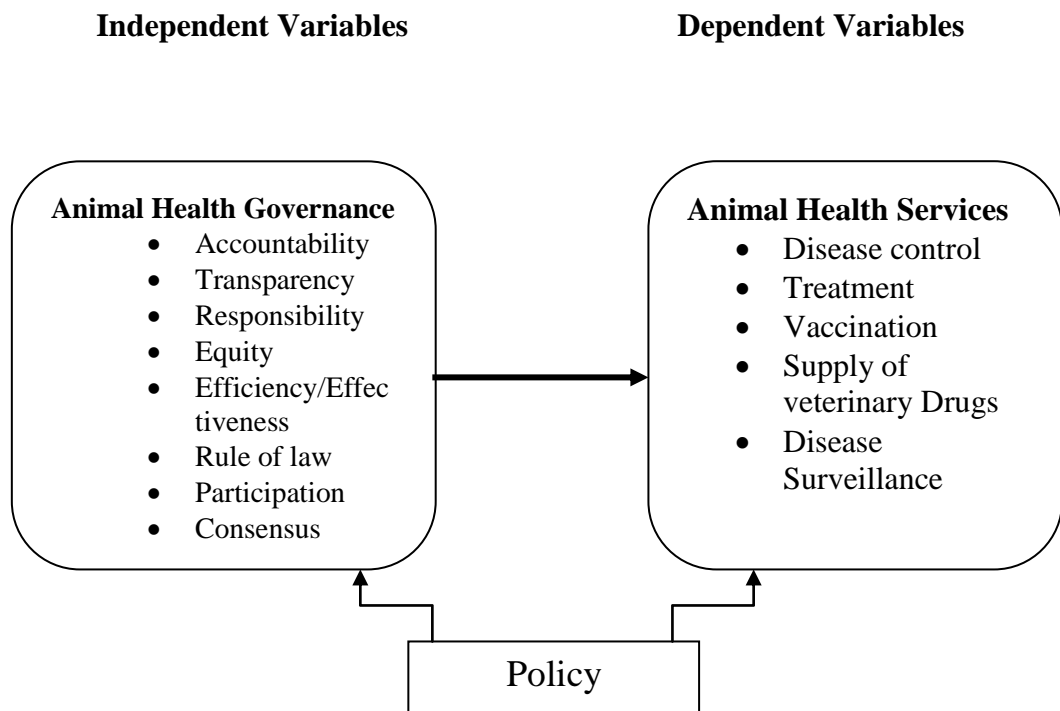 Independent Variables
Dependent Variables
Animal Health Governance
• Accountability
• Transparency
• Responsibility
• Equity
• Efficiency/Effec
tiveness
• Rule of law
• Participation
• Consensus
Animal Health Services
• Disease control
• Treatment
• Vaccination
• Supply of
veterinary Drugs
• Disease
Surveillance
Policy